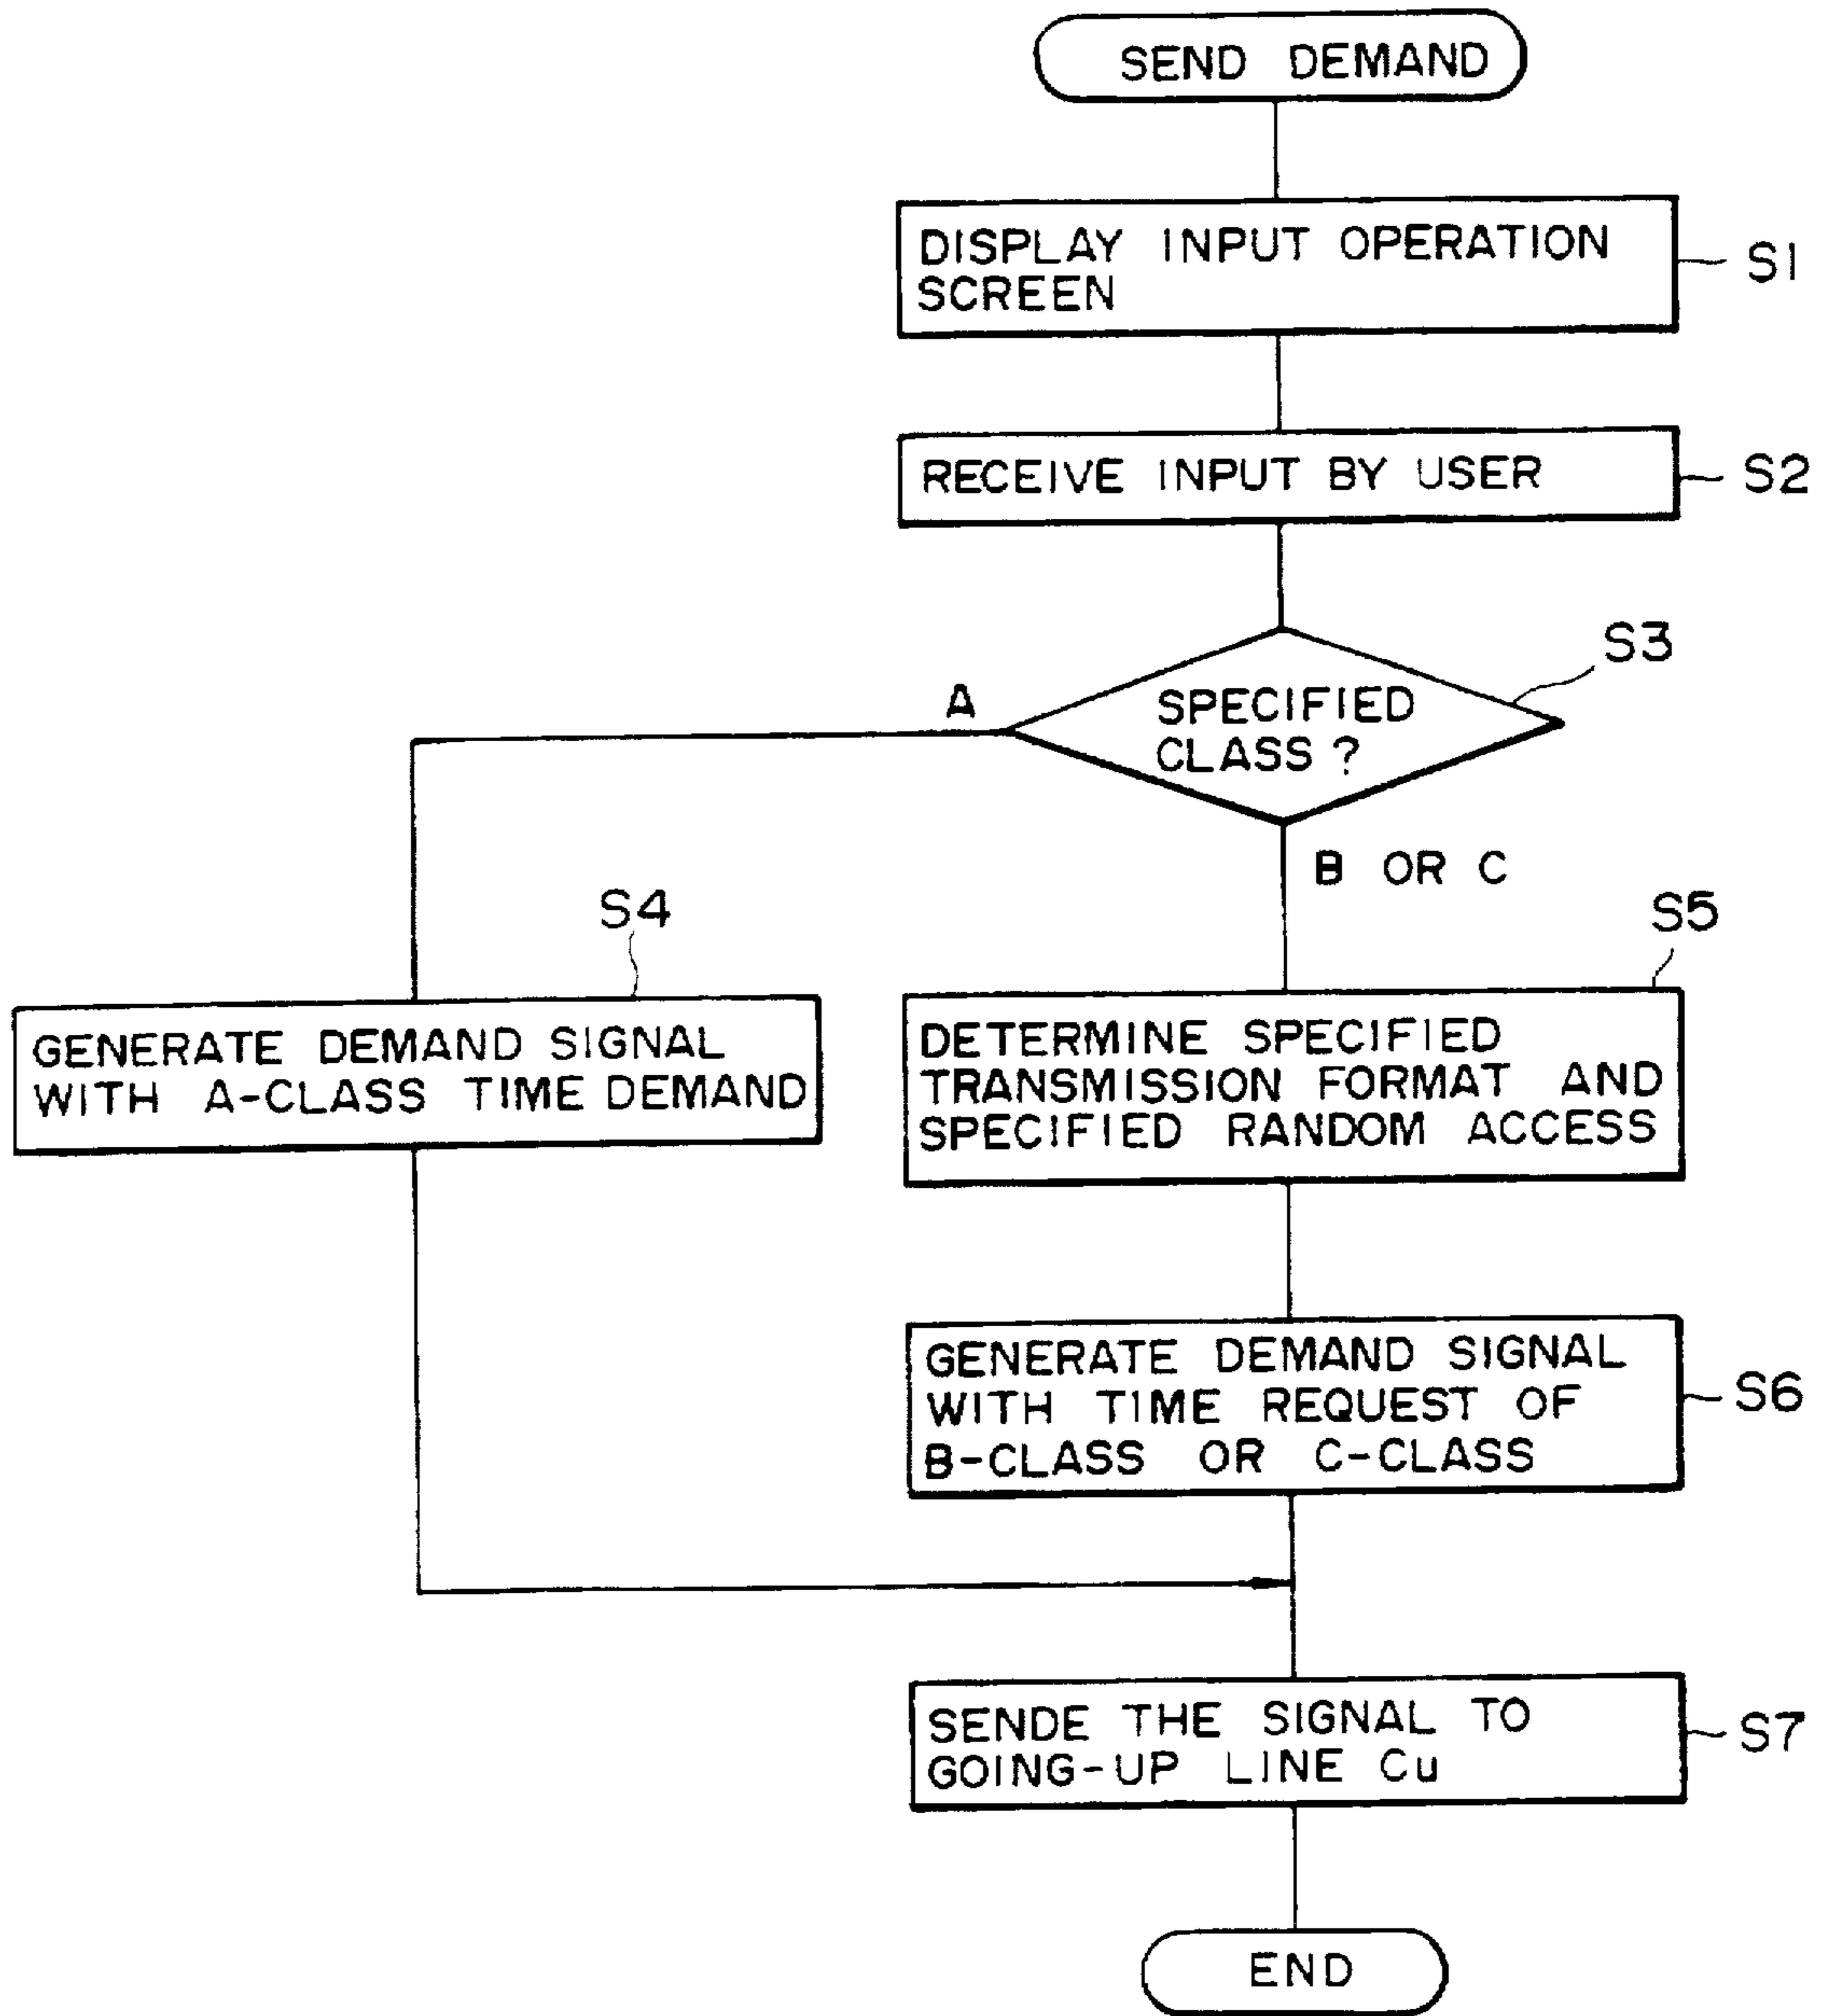 SEND DEMAND
DISPLAY INPUT OPERATION
SCREEN
S1
RECEIVE INPUT BY USER
S2
S3
SPECIFIED
CLASS ?
A
B OR C
S4
GENERATE DEMAND SIGNAL
WITH A-CLASS TIME DEMAND
S5
DETERMINE SPECIFIED
TRANSMISSION FORMAT AND
SPECIFIED RANDOM ACCESS
GENERATE DEMAND SIGNAL
WITH TIME REQUEST OF
B-CLASS OR C-CLASS
S6
SENDE THE SIGNAL TO
GOING-UP LINE Cu
S7
END